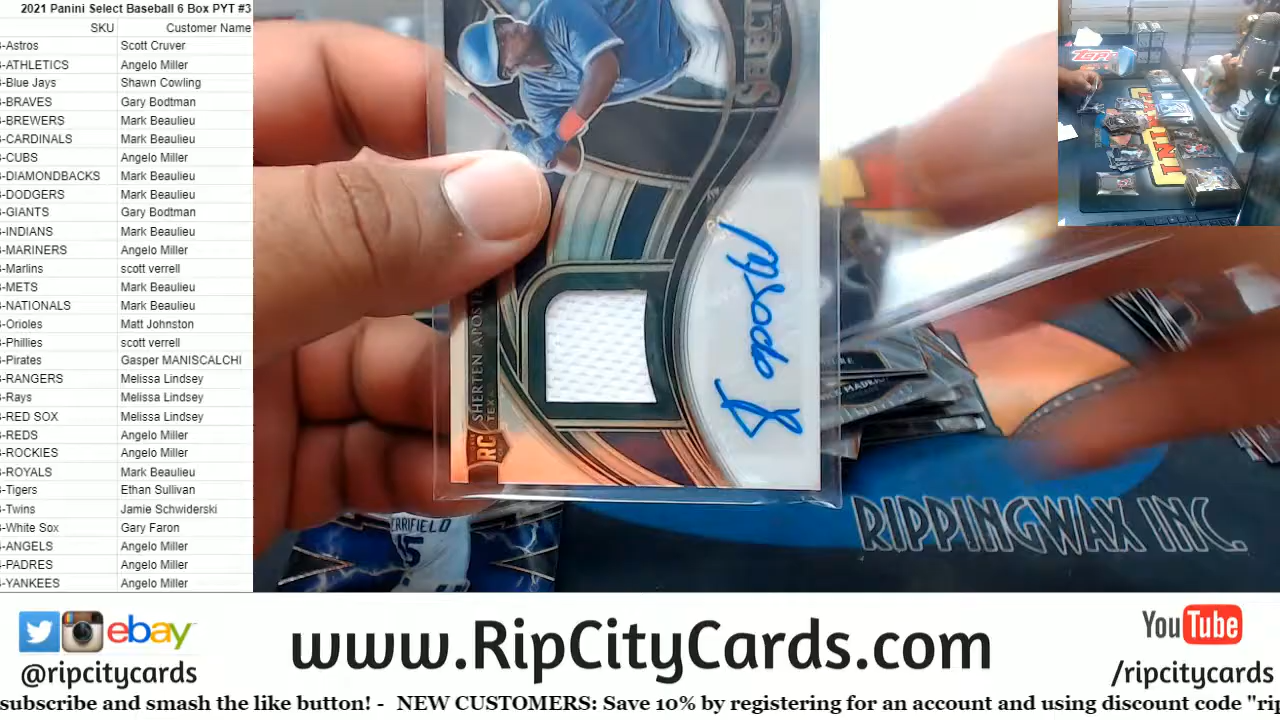 2021 Panini Select Baseball 6 Box PYT #3
SKU Customer Name
-Astros Scott Cruver
-ATHLETICS Angelo Miller
-Blue Jays Shawn Cowling
-BRAVES Gary Bodtman
-BREWERS Mark Beaulieu
-CARDINALS Mark Beaulieu
-CUBS Angelo Miller
-DIAMONDBACKS Mark Beaulieu
-DODGERS Mark Beaulieu
-GIANTS Gary Bodtman
-INDIANS Mark Beaulieu
-MARINERS Angelo Miller
-Marlins scott verrell
-METS Mark Beaulieu
-NATIONALS Mark Beaulieu
-Orioles Matt Johnston
-Phillies scott verrell
-Pirates Gasper MANISCALCHI
-RANGERS Melissa Lindsey
-Rays Melissa Lindsey
-RED SOX Melissa Lindsey
-REDS Angelo Miller
-ROCKIES Angelo Miller
-ROYALS Mark Beaulieu
-Tigers Ethan Sullivan
-Twins Jamie Schwiderski
-White Sox Gary Faron
-ANGELS Angelo Miller
-PADRES Angelo Miller
-YANKEES Angelo Miller
SELECT
SHERTEN APOSTE
TEXA
RC
RIPPINGWAX INC.
ebay
@ripcitycards
www.RipCityCards.com
YouTube
/ripcitycards
subscribe and smash the like button! - NEW CUSTOMERS: Save 10% by registering for an account and using discount code "rip